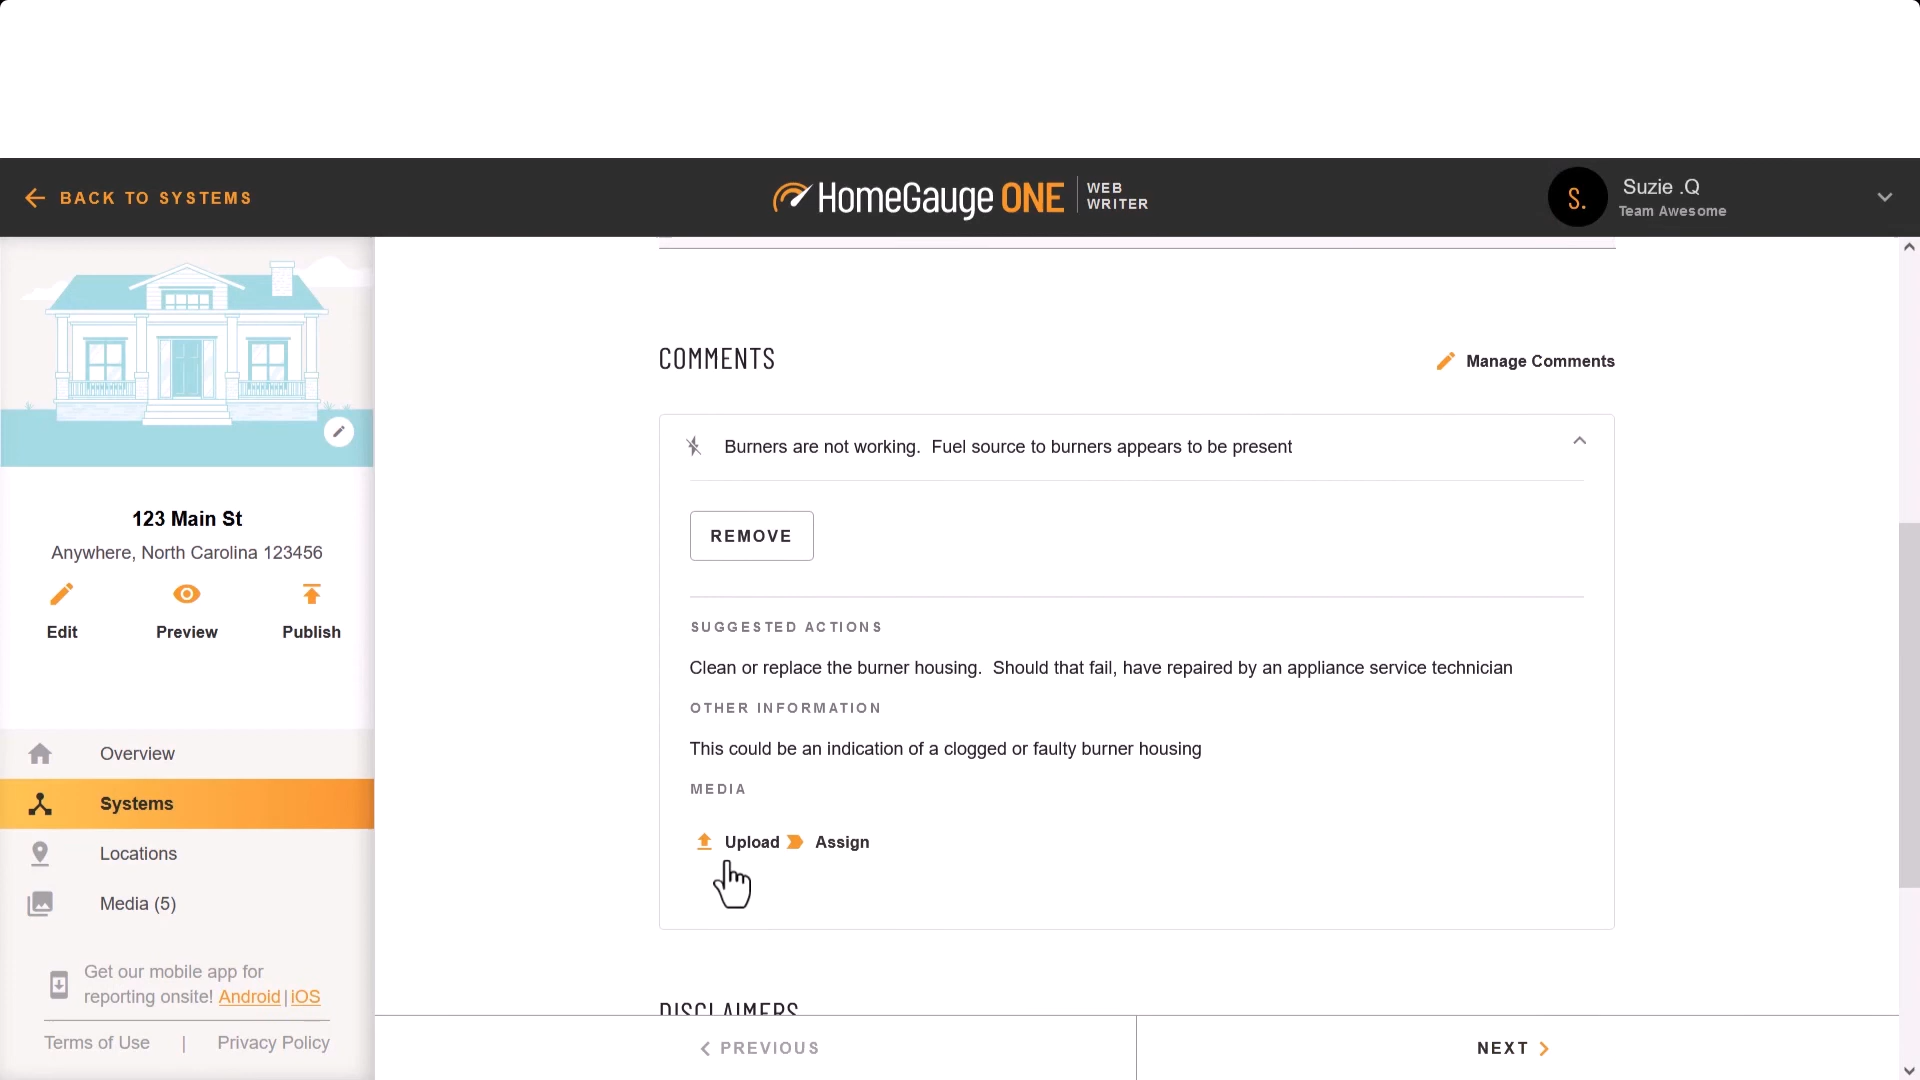 BACK TO SYSTEMS
HomeGauge ONE
WEB
WRITER
S.
Suzie .Q
Team Awesome
123 Main St
Anywhere, North Carolina 123456
Edit
Preview
Publish
Overview
Systems
Locations
Media (5)
Get our mobile app for
reporting onsite! Android | iOS
Terms of Use | Privacy Policy
COMMENTS
Manage Comments
Burners are not working.  Fuel source to burners appears to be present
REMOVE
SUGGESTED ACTIONS
Clean or replace the burner housing.  Should that fail, have repaired by an appliance service technician
OTHER INFORMATION
This could be an indication of a clogged or faulty burner housing
MEDIA
Upload
Assign
DISCLAIMERS
PREVIOUS
NEXT